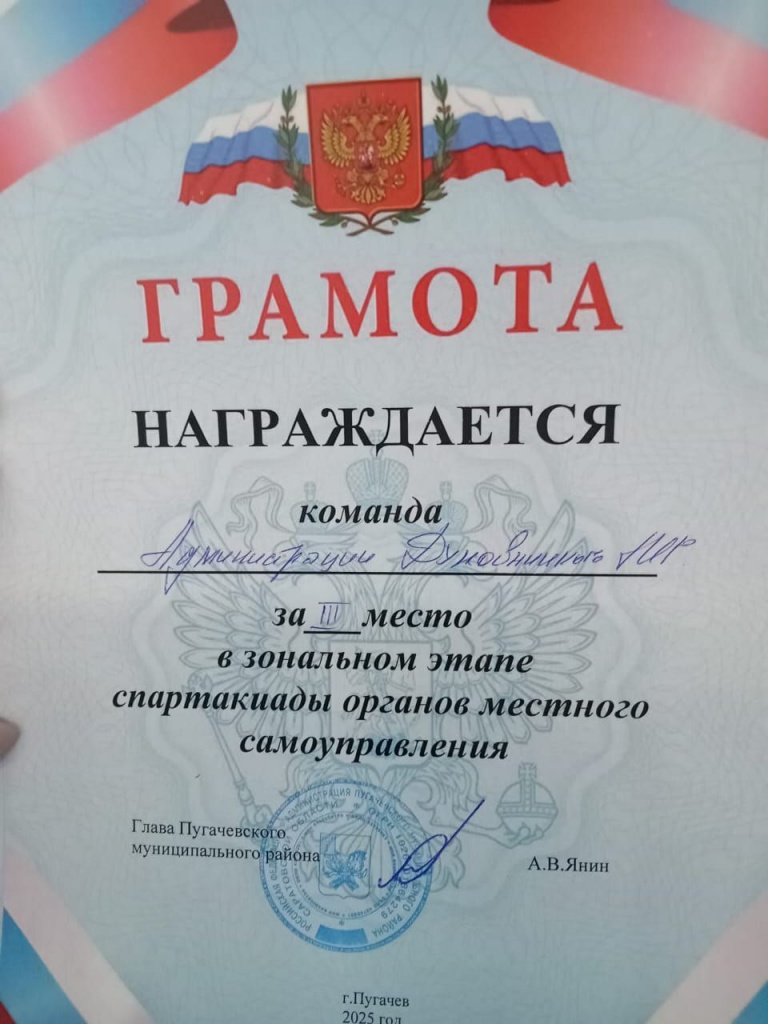 ГРАМОТА
НАГРАЖДАЕТСЯ
команда
Администрации Духовницкого МР
за III место
в зональном этапе
спартакиады органов местного
самоуправления
Глава Пугачевского
муниципального района
А.В.Янин
г.Пугачев
2025 год